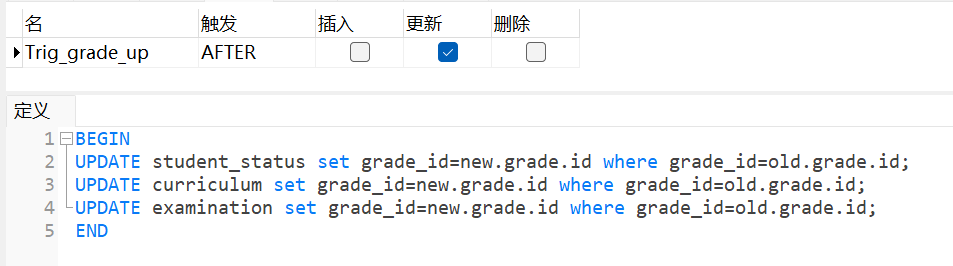 名 触发 插入 更新 删除
Trig_grade_up AFTER
定义
1 BEGIN
2 UPDATE student_status set grade_id=new.grade.id where grade_id=old.grade.id;
3 UPDATE curriculum set grade_id=new.grade.id where grade_id=old.grade.id;
4 UPDATE examination set grade_id=new.grade.id where grade_id=old.grade.id;
5 END